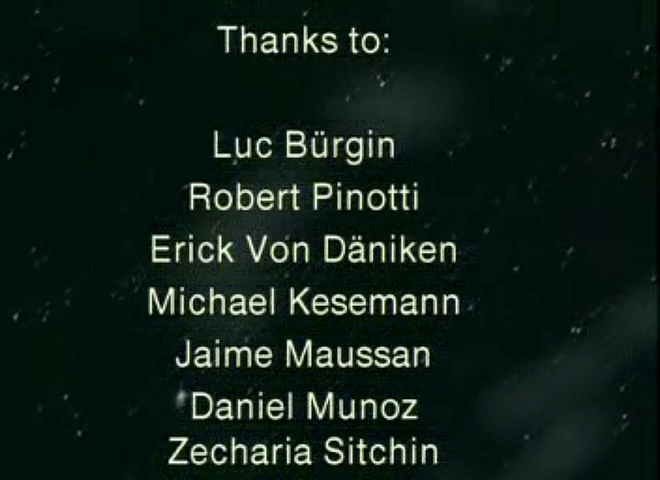 Thanks to:
Luc Bürgin
Robert Pinotti
Erick Von Däniken
Michael Kesemann
Jaime Maussan
Daniel Munoz
Zecharia Sitchin